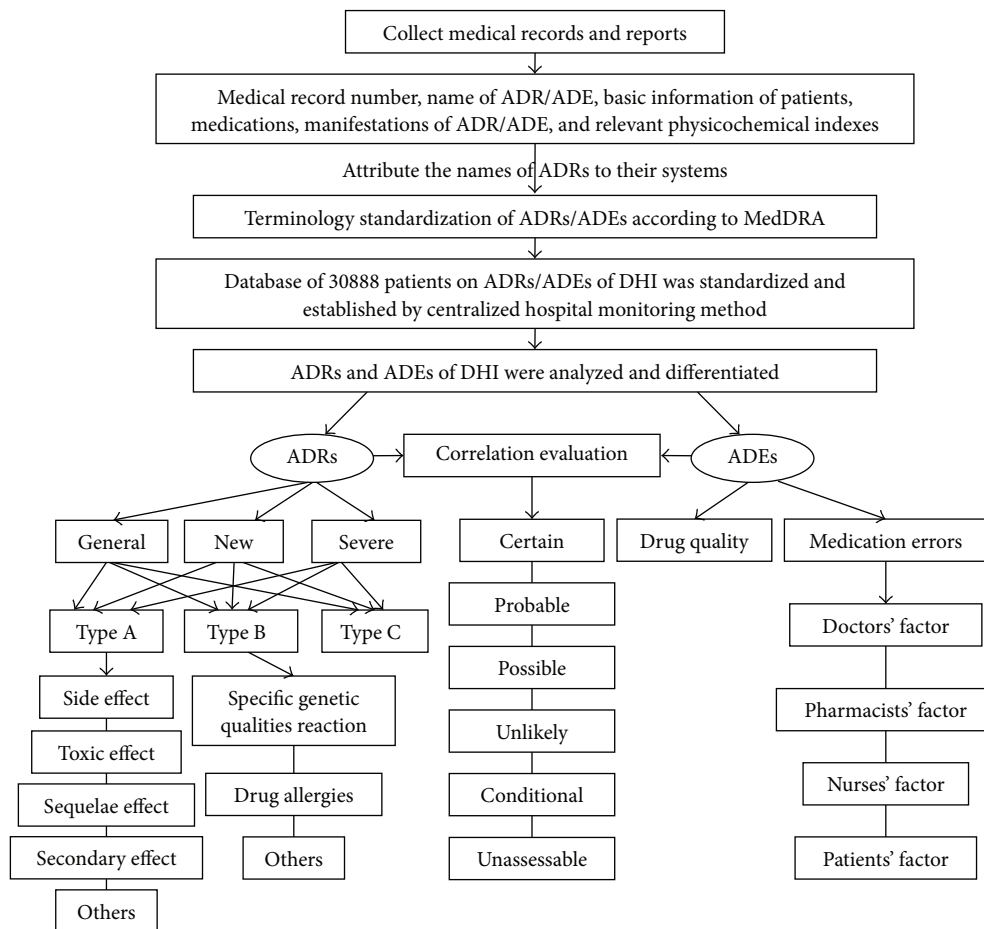 Collect medical records and reports
Medical record number, name of ADR/ADE, basic information of patients,
medications, manifestations of ADR/ADE, and relevant physicochemical indexes
Attribute the names of ADRs to their systems
Terminology standardization of ADRs/ADEs according to MedDRA
Database of 30888 patients on ADRs/ADEs of DHI was standardized and
established by centralized hospital monitoring method
ADRs and ADEs of DHI were analyzed and differentiated
ADRs
Correlation evaluation
ADEs
General
New
Severe
Certain
Drug quality
Medication errors
Type A
Type B
Type C
Probable
Doctors’ factor
Side effect
Specific genetic
qualities reaction
Possible
Pharmacists’ factor
Toxic effect
Unlikely
Sequelae effect
Drug allergies
Conditional
Nurses’ factor
Secondary effect
Others
Unassessable
Patients’ factor
Others